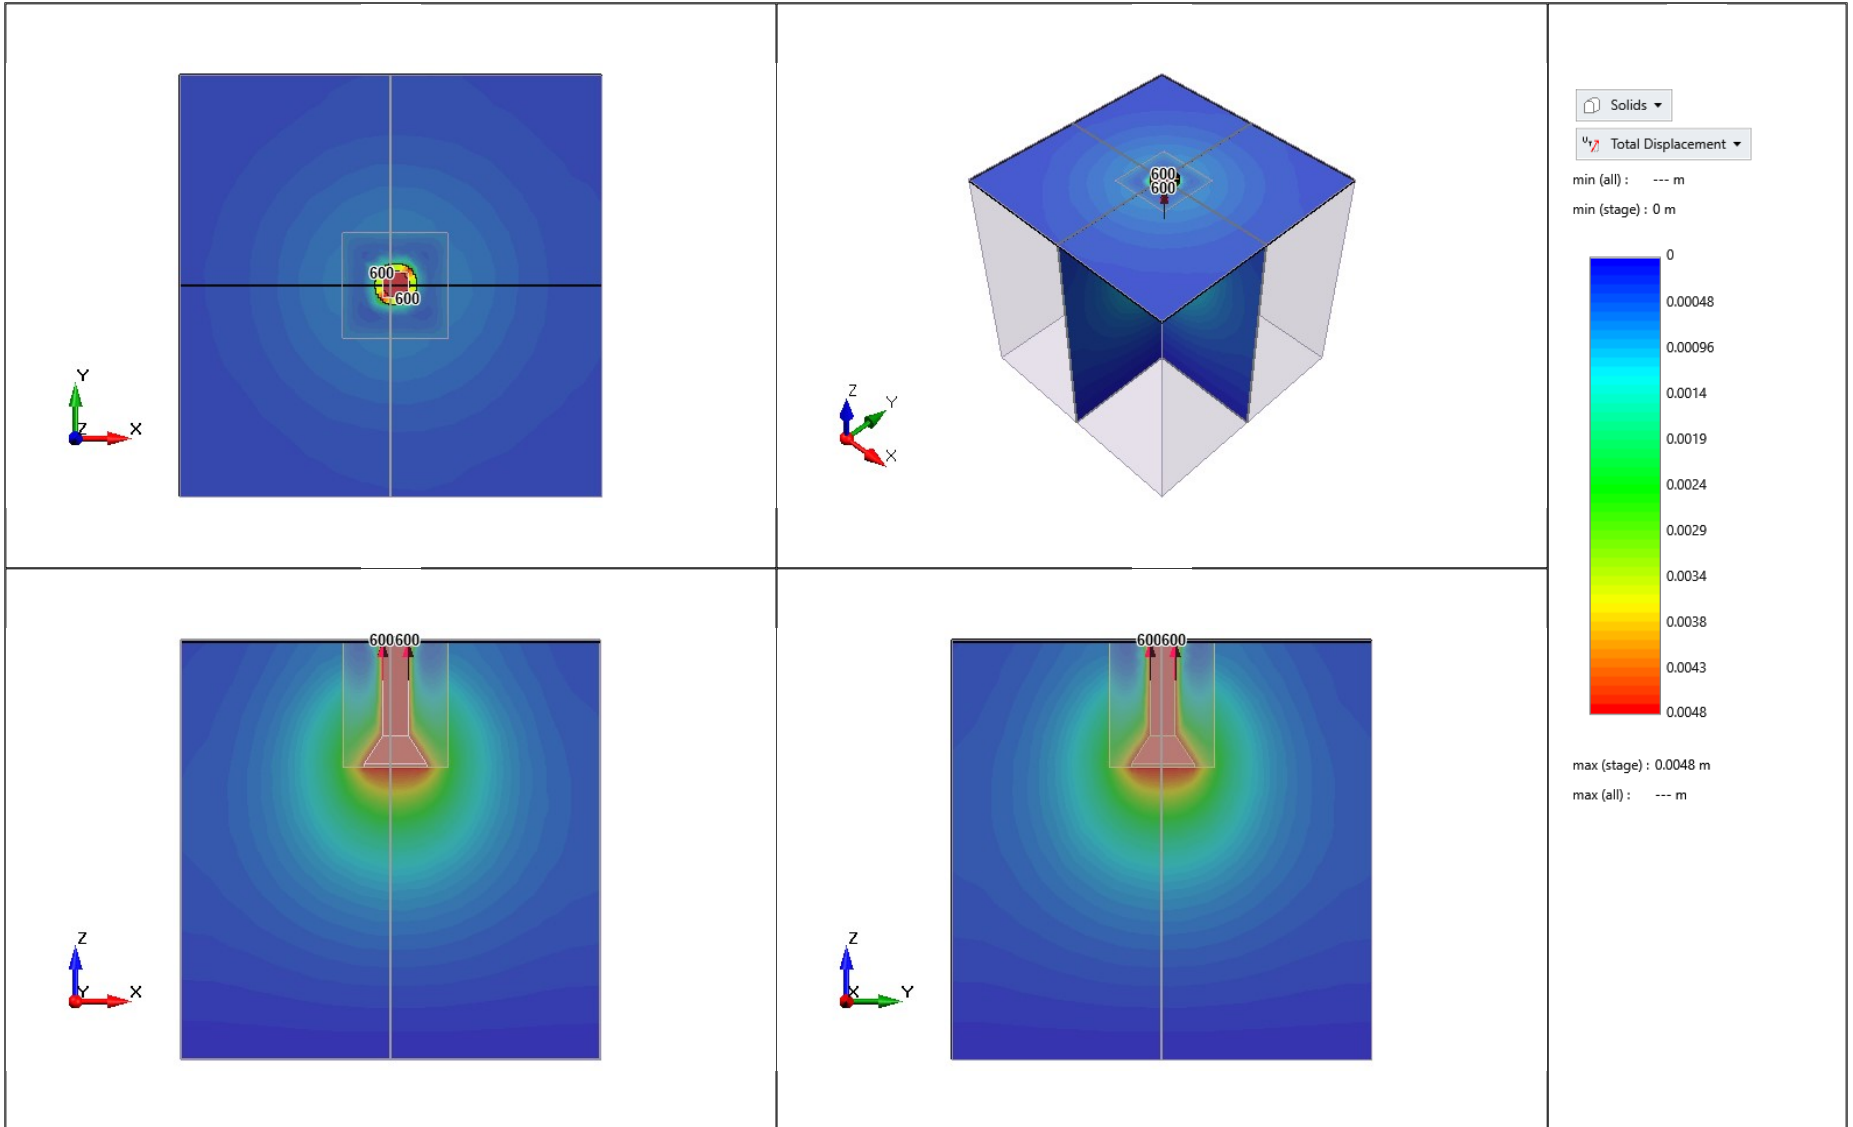 600
600
Y
Z
X
600
600
Z
Y
X
Solids
UT
Total Displacement
min (all) : --- m
min (stage) : 0 m
0
0.00048
0.00096
0.0014
0.0019
0.0024
0.0029
0.0034
0.0038
0.0043
0.0048
max (stage) : 0.0048 m
max (all) : --- m
600600
Z
Y
X
600600
Z
X
Y